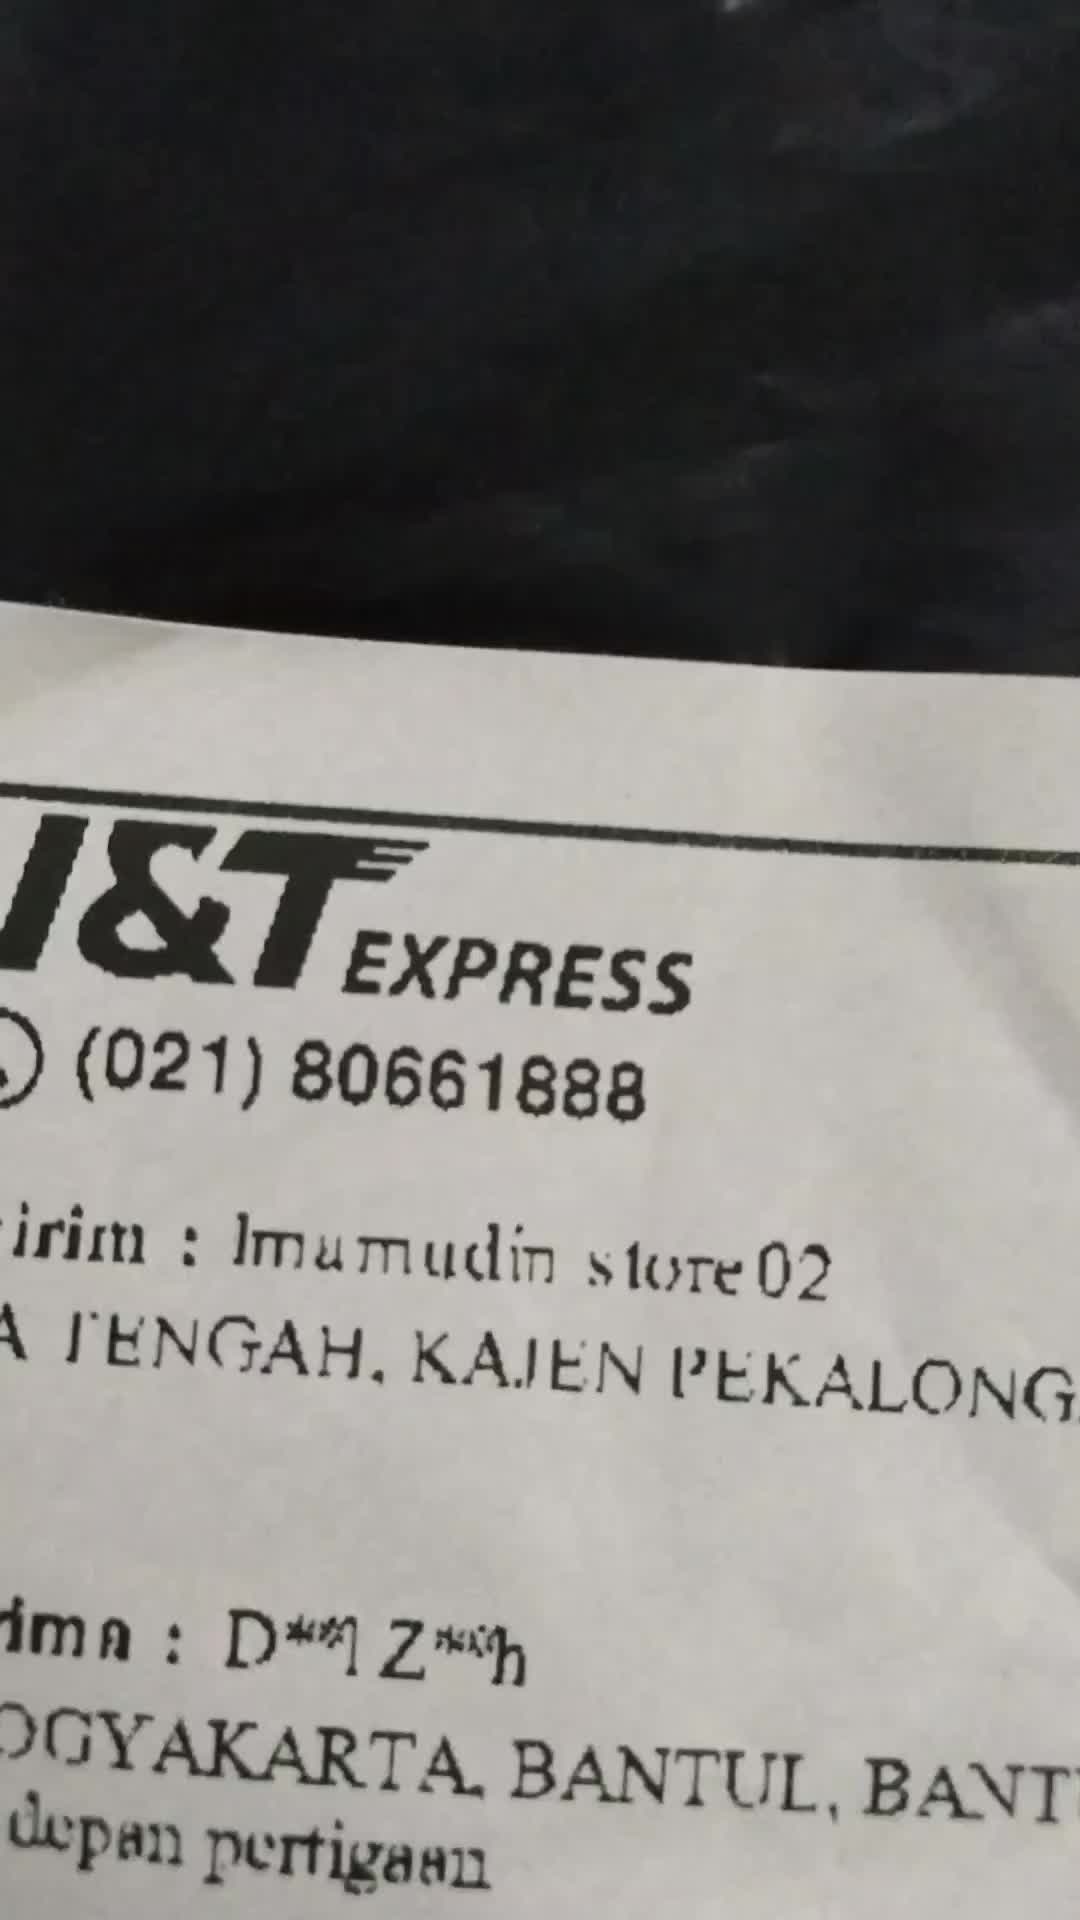 J&T EXPRESS
(021) 80661888
irim : Imamudin store02
A TENGAH, KAJEN PEKALONG
ima : D**l Z**h
OGYAKARTA, BANTUL, BANT
depan pertigaan